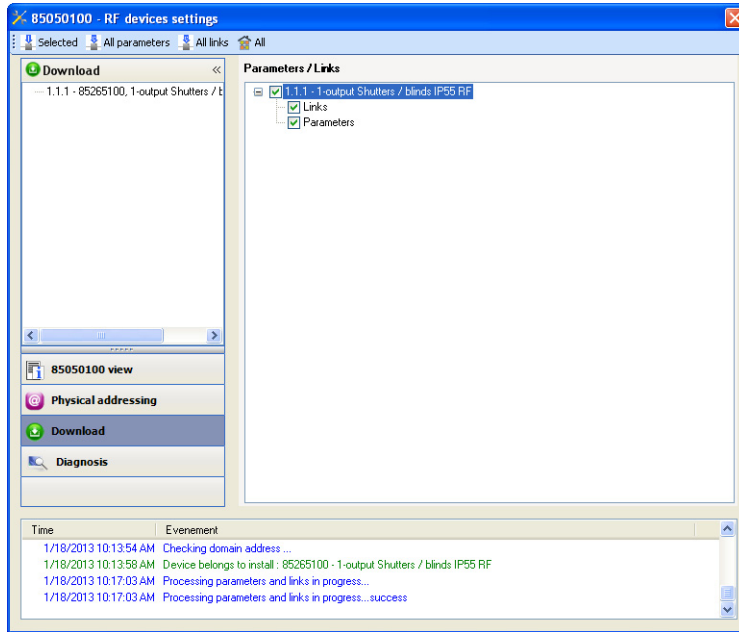 85050100 - RF devices settings
Selected All parameters All links All
Download
1.1.1 - 85265100, 1-output Shutters / b
Parameters / Links
1.1.1 - 1-output Shutters / blinds IP55 RF
Links
Parameters
85050100 view
Physical addressing
Download
Diagnosis
Time Evenement
1/18/2013 10:13:54 AM Checking domain address ...
1/18/2013 10:13:58 AM Device belongs to install : 85265100 - 1-output Shutters / blinds IP55 RF
1/18/2013 10:17:03 AM Processing parameters and links in progress...
1/18/2013 10:17:03 AM Processing parameters and links in progress...success